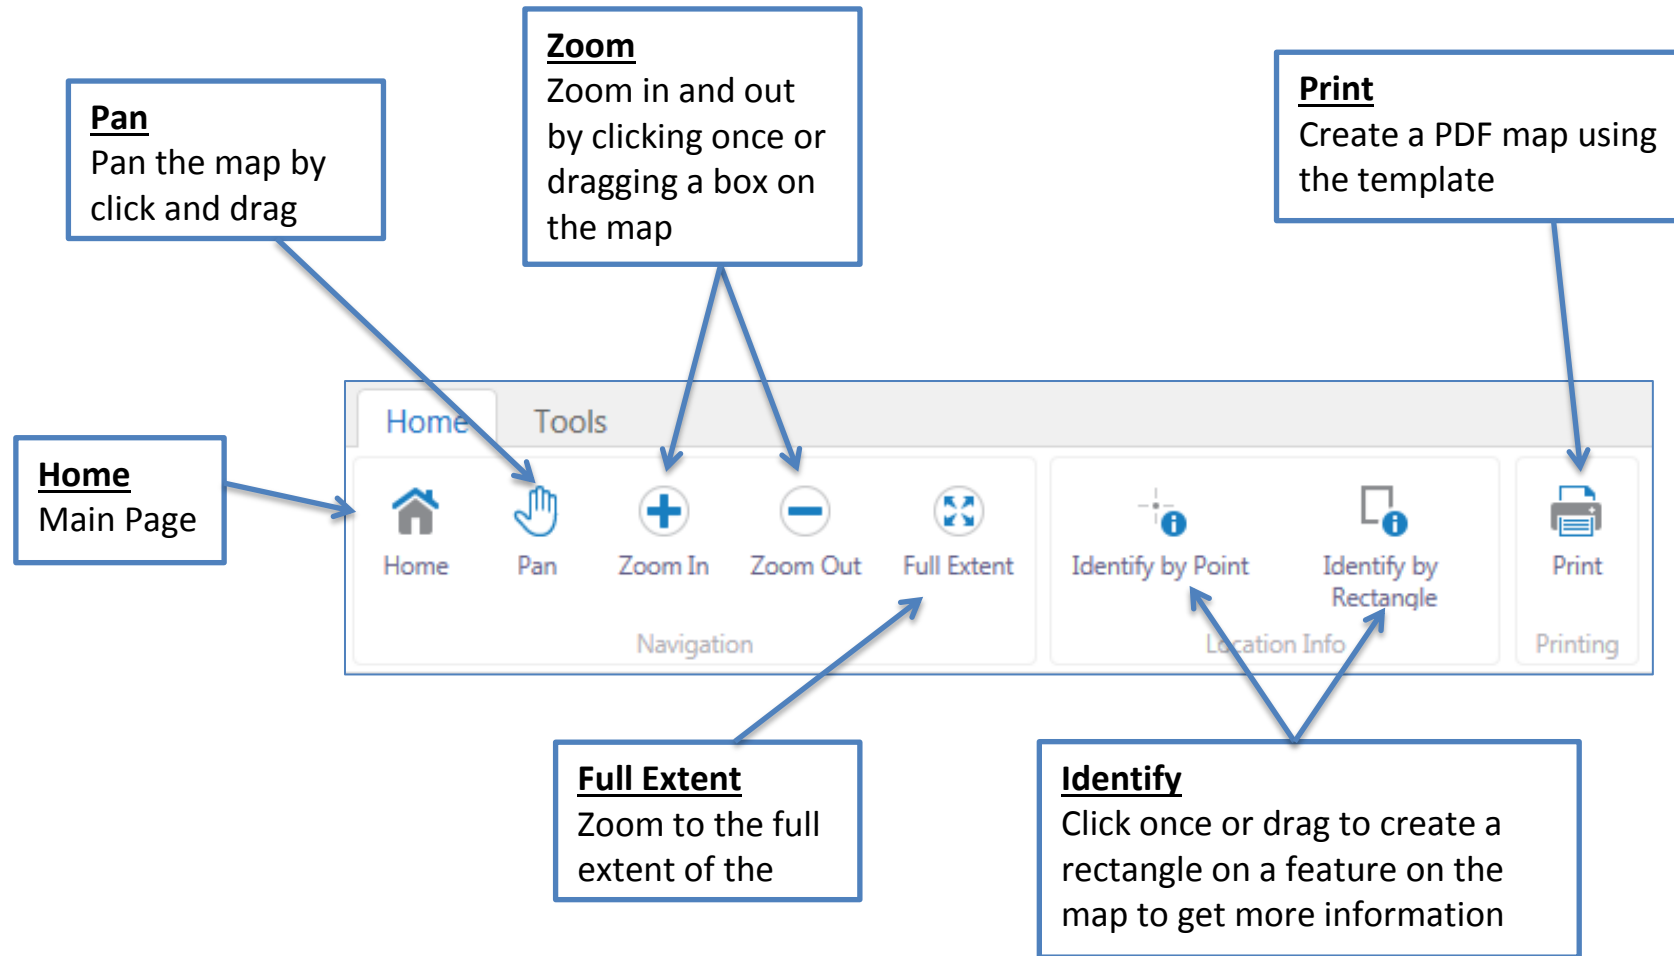 Zoom
Zoom in and out
by clicking once or
dragging a box on
the map
Print
Create a PDF map using
the template
Pan
Pan the map by
click and drag
Home Tools
Home
Main Page
Home Pan Zoom In Zoom Out Full Extent Identify by Point Identify by Print
Rectangle
Navigation Location Info Printing
Full Extent
Zoom to the full
extent of the
Identify
Click once or drag to create a
rectangle on a feature on the
map to get more information